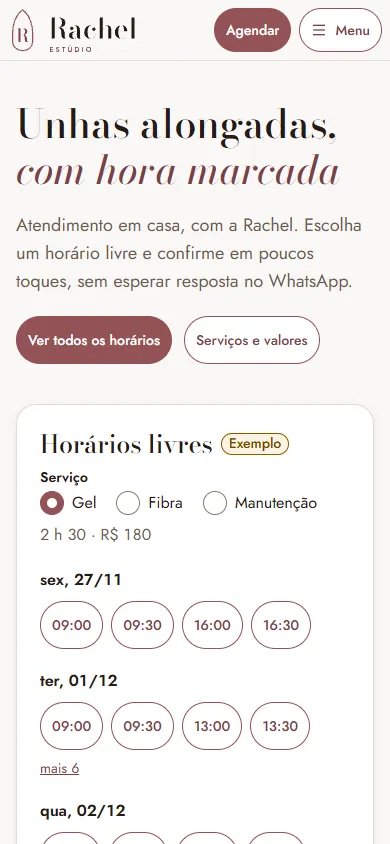 R
Rachel
ESTÚDIO
Agendar
Menu
Unhas alongadas,
com hora marcada
Atendimento em casa, com a Rachel. Escolha
um horário livre e confirme em poucos
toques, sem esperar resposta no WhatsApp.
Ver todos os horários
Serviços e valores
Horários livres
Exemplo
Serviço
Gel
Fibra
Manutenção
2 h 30 · R$ 180
sex, 27/11
09:00
09:30
16:00
16:30
ter, 01/12
09:00
09:30
13:00
13:30
mais 6
qua, 02/12